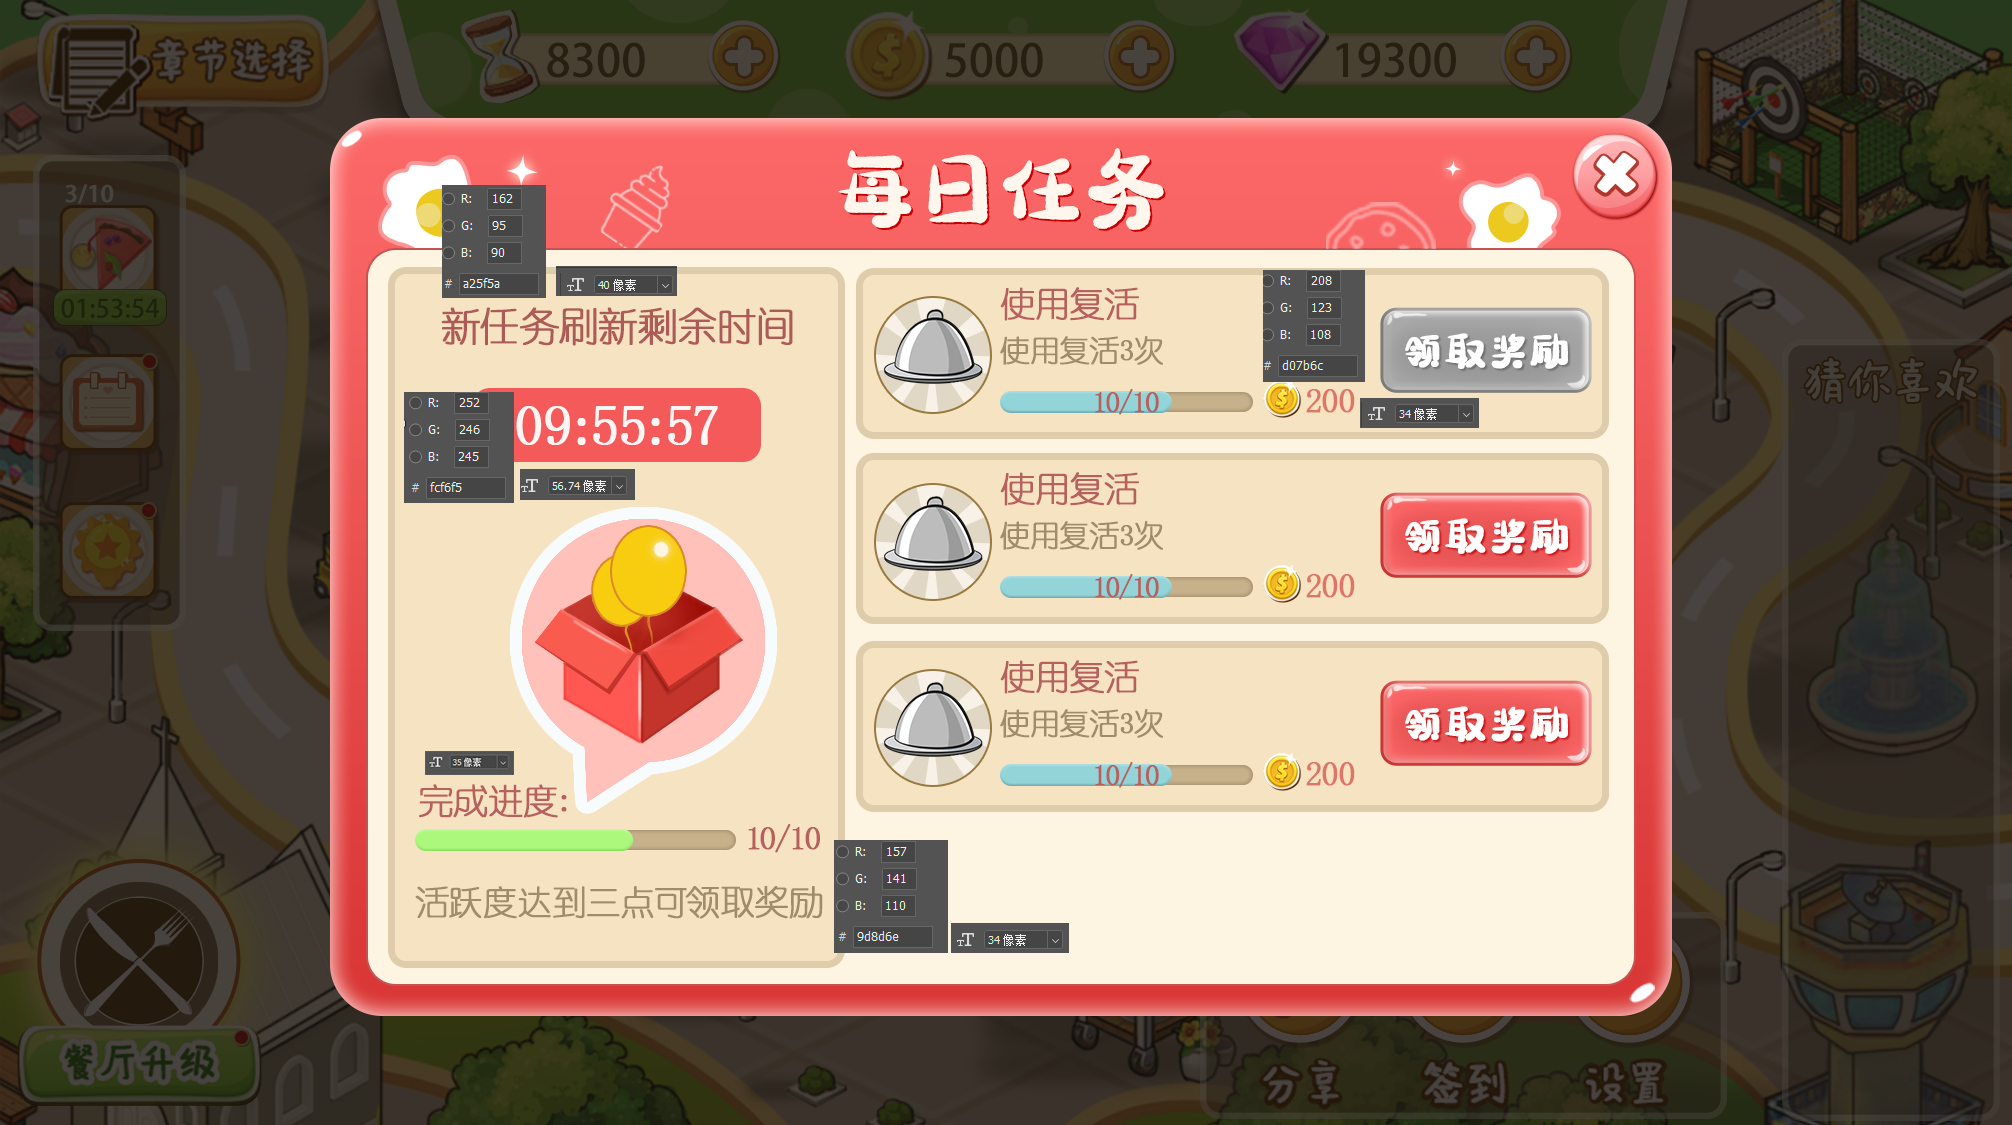 章节选择
8300
5000
19300
每日任务
3/10
01:53:54
R: 162
G: 95
B: 90
# a25f5a
40 像素
新任务刷新剩余时间
R: 252
G: 246
B: 245
# fcf6f5
09:55:57
56.74 像素
35 像素
完成进度:
10/10
活跃度达到三点可领取奖励
R: 157
G: 141
B: 110
# 9d8d6e
34 像素
使用复活
使用复活3次
10/10
R: 208
G: 123
B: 108
# d07b6c
200
领取奖励
34 像素
使用复活
使用复活3次
10/10
200
领取奖励
使用复活
使用复活3次
10/10
200
领取奖励
猜你喜欢
餐厅升级
分享
签到
设置